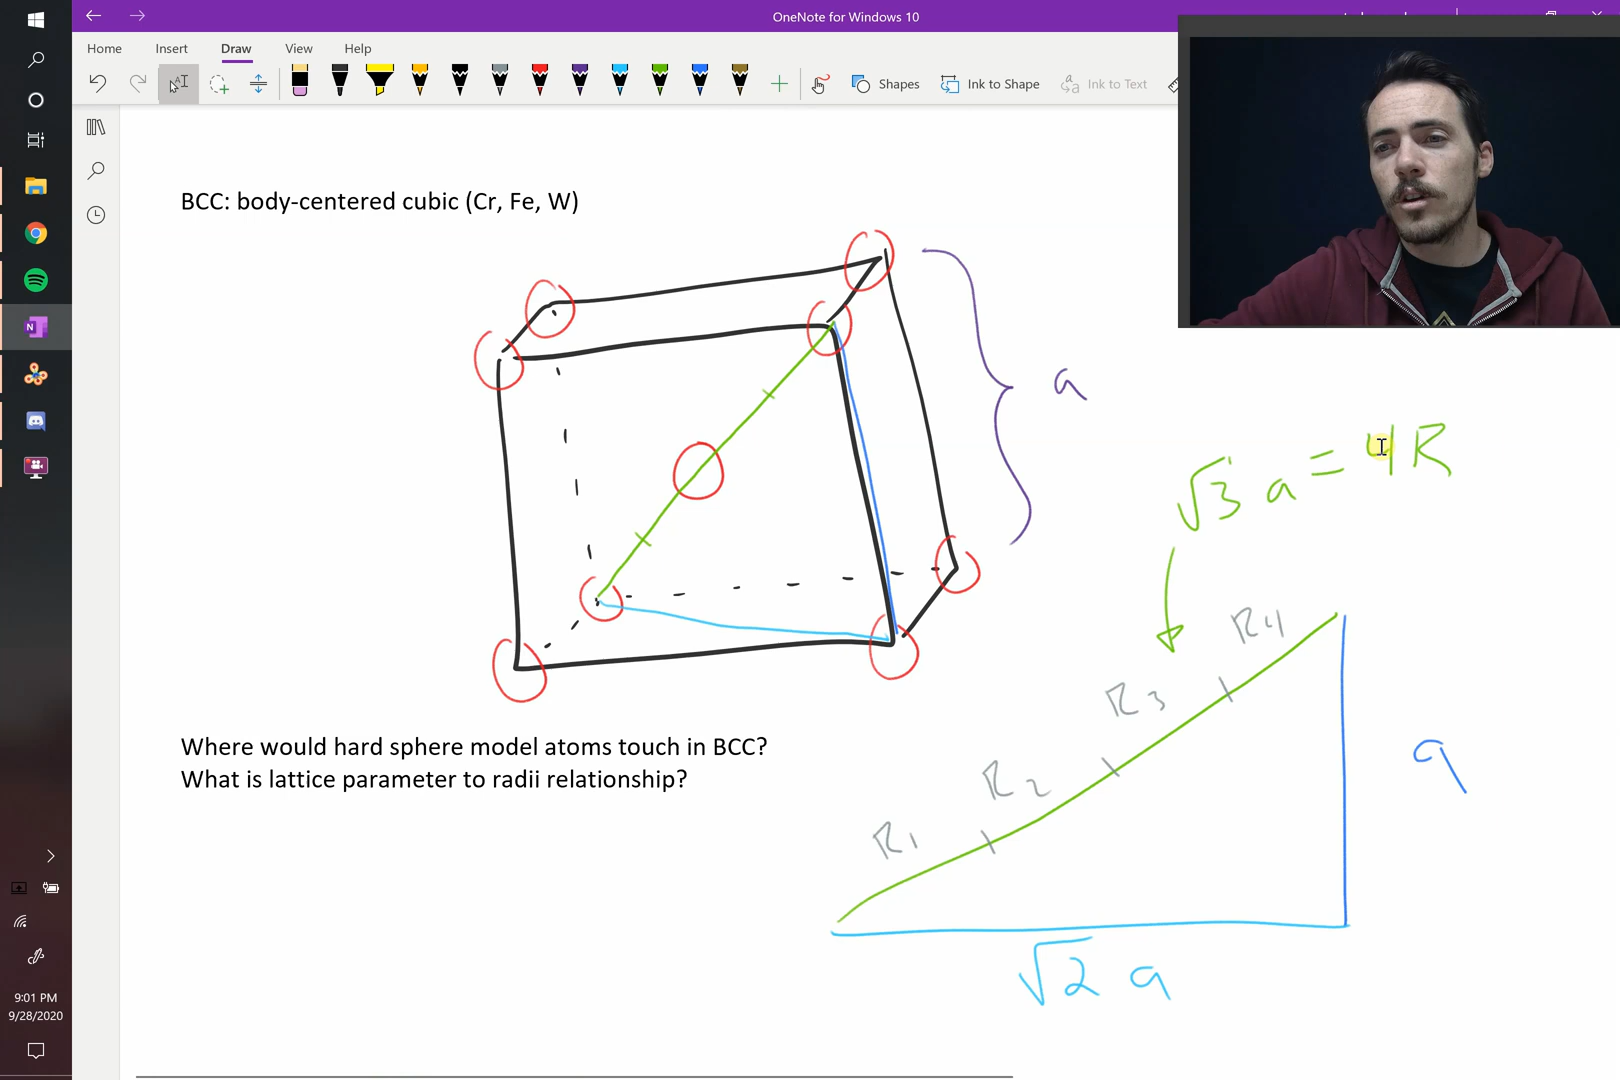 OneNote for Windows 10
Home Insert Draw View Help
Shapes Ink to Shape Ink to Text
BCC: body-centered cubic (Cr, Fe, W)
a
√3 a = 4R
R4
R3
R2
R1
a
√2 a
Where would hard sphere model atoms touch in BCC?
What is lattice parameter to radii relationship?
9:01 PM
9/28/2020